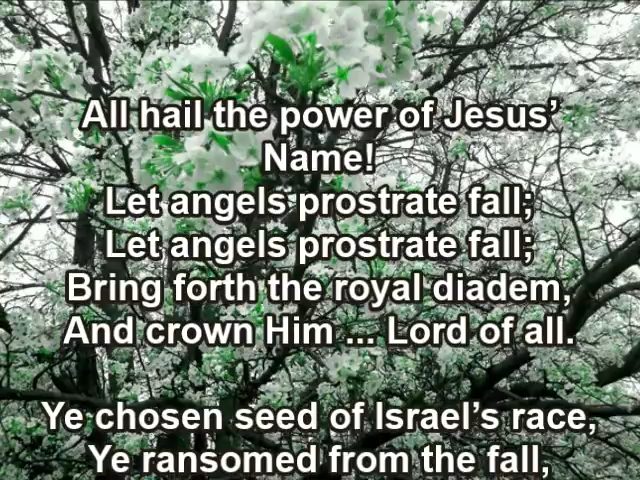 All hail the power of Jesus’
Name!
Let angels prostrate fall;
Let angels prostrate fall;
Bring forth the royal diadem,
And crown Him ... Lord of all.
Ye chosen seed of Israel’s race,
Ye ransomed from the fall,